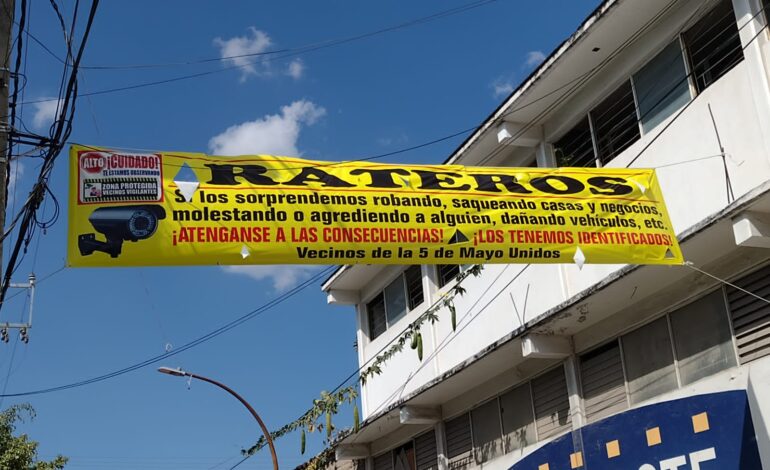 ALTO ¡CUIDADO!
TE ESTAMOS OBSERVANDO
ZONA PROTEGIDA
VECINOS VIGILANTES
RATEROS
Si los sorprendemos robando, saqueando casas y negocios,
molestando o agrediendo a alguien, dañando vehículos, etc.
¡ATENGANSE A LAS CONSECUENCIAS! ¡LOS TENEMOS IDENTIFICADOS!
Vecinos de la 5 de Mayo Unidos